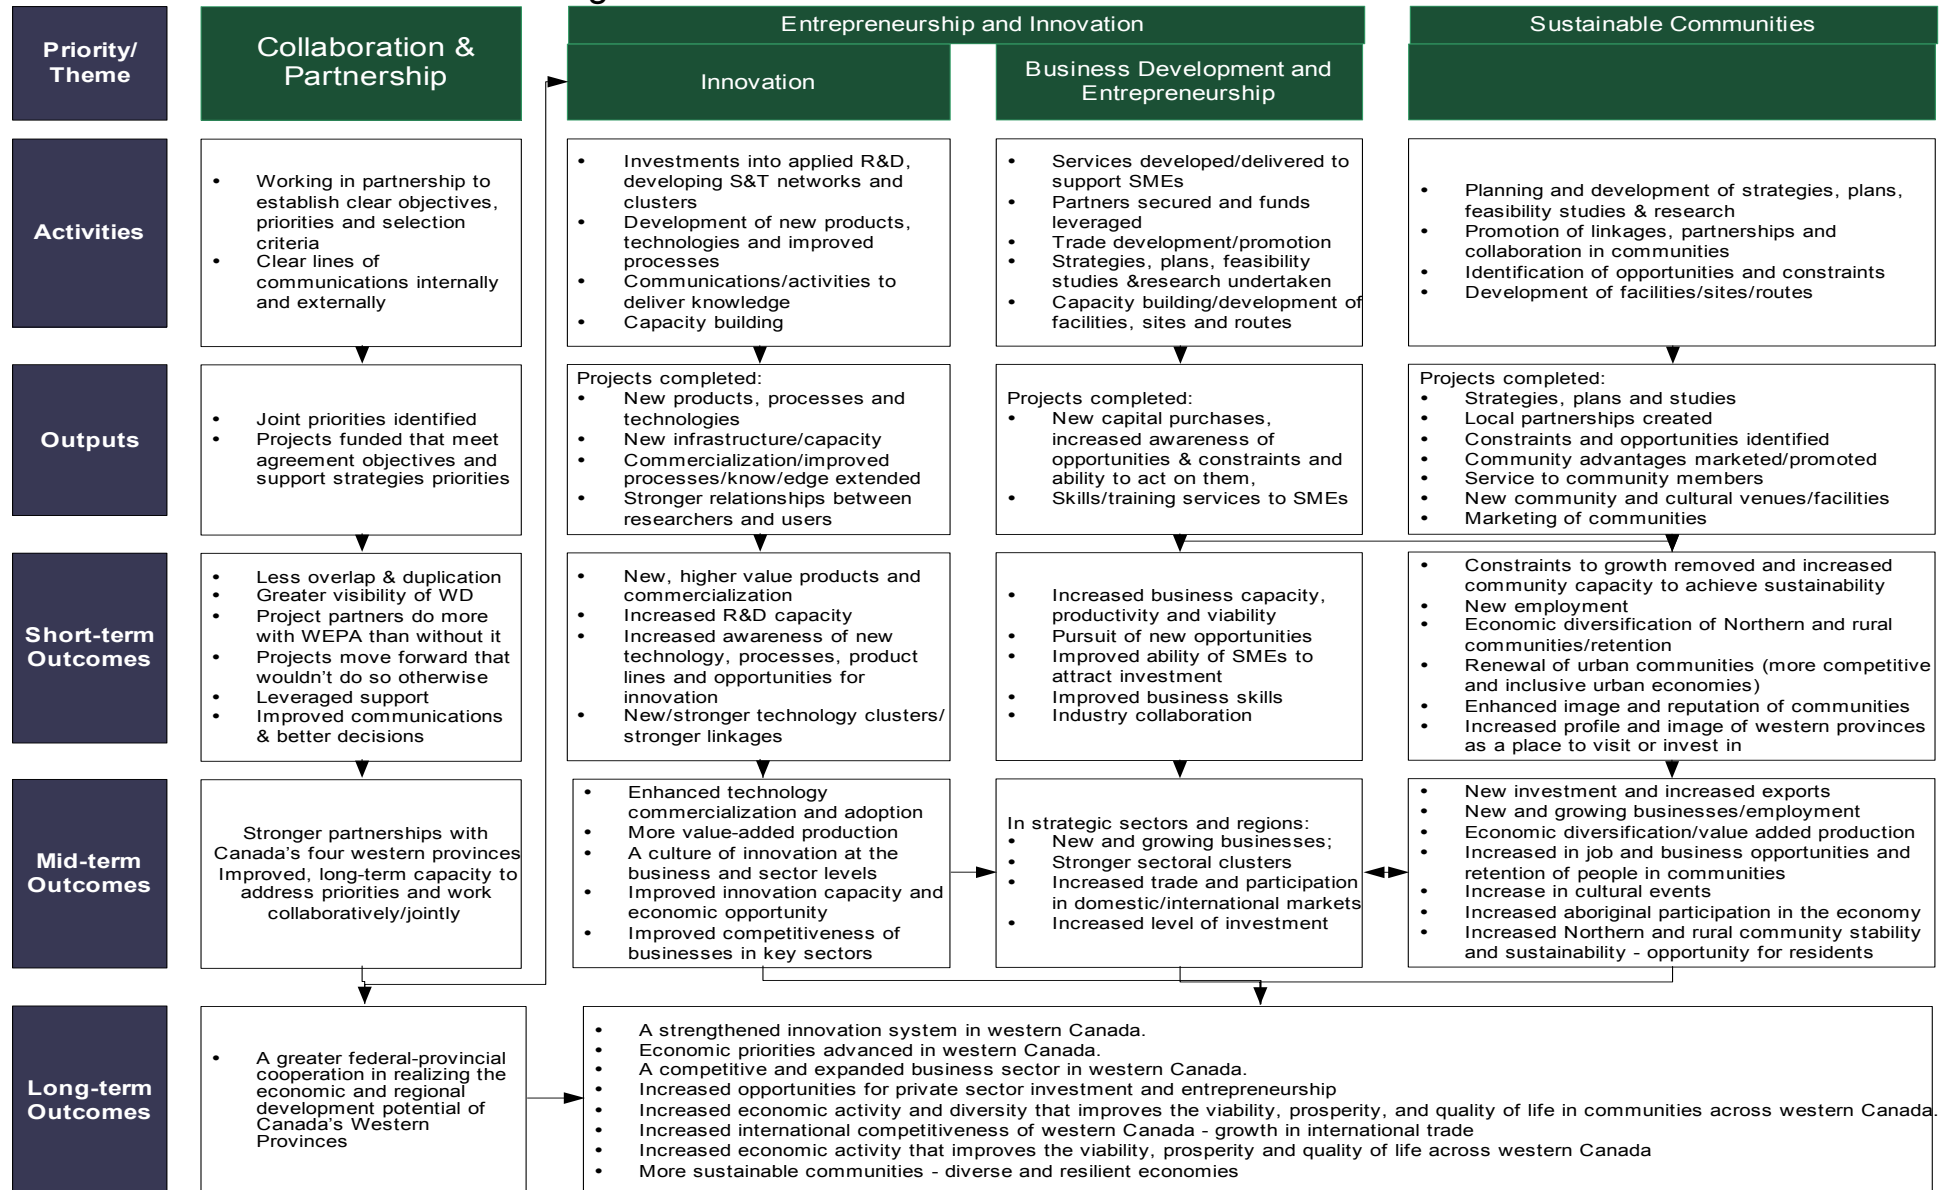 Priority/
Theme
Collaboration &
Partnership
Entrepreneurship and Innovation
Innovation
Business Development and
Entrepreneurship
Sustainable Communities
Activities
• Working in partnership to
establish clear objectives,
priorities and selection
criteria
• Clear lines of
communications internally
and externally
• Investments into applied R&D,
developing S&T networks and
clusters
• Development of new products,
technologies and improved
processes
• Communications/activities to
deliver knowledge
• Capacity building
• Services developed/delivered to
support SMEs
• Partners secured and funds
leveraged
• Trade development/promotion
• Strategies, plans, feasibility
studies &research undertaken
• Capacity building/development of
facilities, sites and routes
• Planning and development of strategies, plans,
feasibility studies & research
• Promotion of linkages, partnerships and
collaboration in communities
• Identification of opportunities and constraints
• Development of facilities/sites/routes
Outputs
• Joint priorities identified
• Projects funded that meet
agreement objectives and
support strategies priorities
Projects completed:
• New products, processes and
technologies
• New infrastructure/capacity
• Commercialization/improved
processes/know/edge extended
• Stronger relationships between
researchers and users
Projects completed:
• New capital purchases,
increased awareness of
opportunities & constraints and
ability to act on them,
• Skills/training services to SMEs
Projects completed:
• Strategies, plans and studies
• Local partnerships created
• Constraints and opportunities identified
• Community advantages marketed/promoted
• Service to community members
• New community and cultural venues/facilities
• Marketing of communities
Short-term
Outcomes
• Less overlap & duplication
• Greater visibility of WD
• Project partners do more
with WEPA than without it
• Projects move forward that
wouldn't do so otherwise
• Leveraged support
• Improved communications
& better decisions
• New, higher value products and
commercialization
• Increased R&D capacity
• Increased awareness of new
technology, processes, product
lines and opportunities for
innovation
• New/stronger technology clusters/
stronger linkages
• Increased business capacity,
productivity and viability
• Pursuit of new opportunities
• Improved ability of SMEs to
attract investment
• Improved business skills
• Industry collaboration
• Constraints to growth removed and increased
community capacity to achieve sustainability
• New employment
• Economic diversification of Northern and rural
communities/retention
• Renewal of urban communities (more competitive
and inclusive urban economies)
• Enhanced image and reputation of communities
• Increased profile and image of western provinces
as a place to visit or invest in
Mid-term
Outcomes
Stronger partnerships with
Canada's four western provinces
Improved, long-term capacity to
address priorities and work
collaboratively/jointly
• Enhanced technology
commercialization and adoption
• More value-added production
• A culture of innovation at the
business and sector levels
• Improved innovation capacity and
economic opportunity
• Improved competitiveness of
businesses in key sectors
In strategic sectors and regions:
• New and growing businesses;
• Stronger sectoral clusters
• Increased trade and participation
in domestic/international markets
• Increased level of investment
• New investment and increased exports
• New and growing businesses/employment
• Economic diversification/value added production
• Increased in job and business opportunities and
retention of people in communities
• Increase in cultural events
• Increased aboriginal participation in the economy
• Increased Northern and rural community stability
and sustainability - opportunity for residents
Long-term
Outcomes
• A greater federal-provincial
cooperation in realizing the
economic and regional
development potential of
Canada's Western
Provinces
• A strengthened innovation system in western Canada.
• Economic priorities advanced in western Canada.
• A competitive and expanded business sector in western Canada.
• Increased opportunities for private sector investment and entrepreneurship
• Increased economic activity and diversity that improves the viability, prosperity, and quality of life in communities across western Canada.
• Increased international competitiveness of western Canada - growth in international trade
• Increased economic activity that improves the viability, prosperity and quality of life across western Canada
• More sustainable communities - diverse and resilient economies